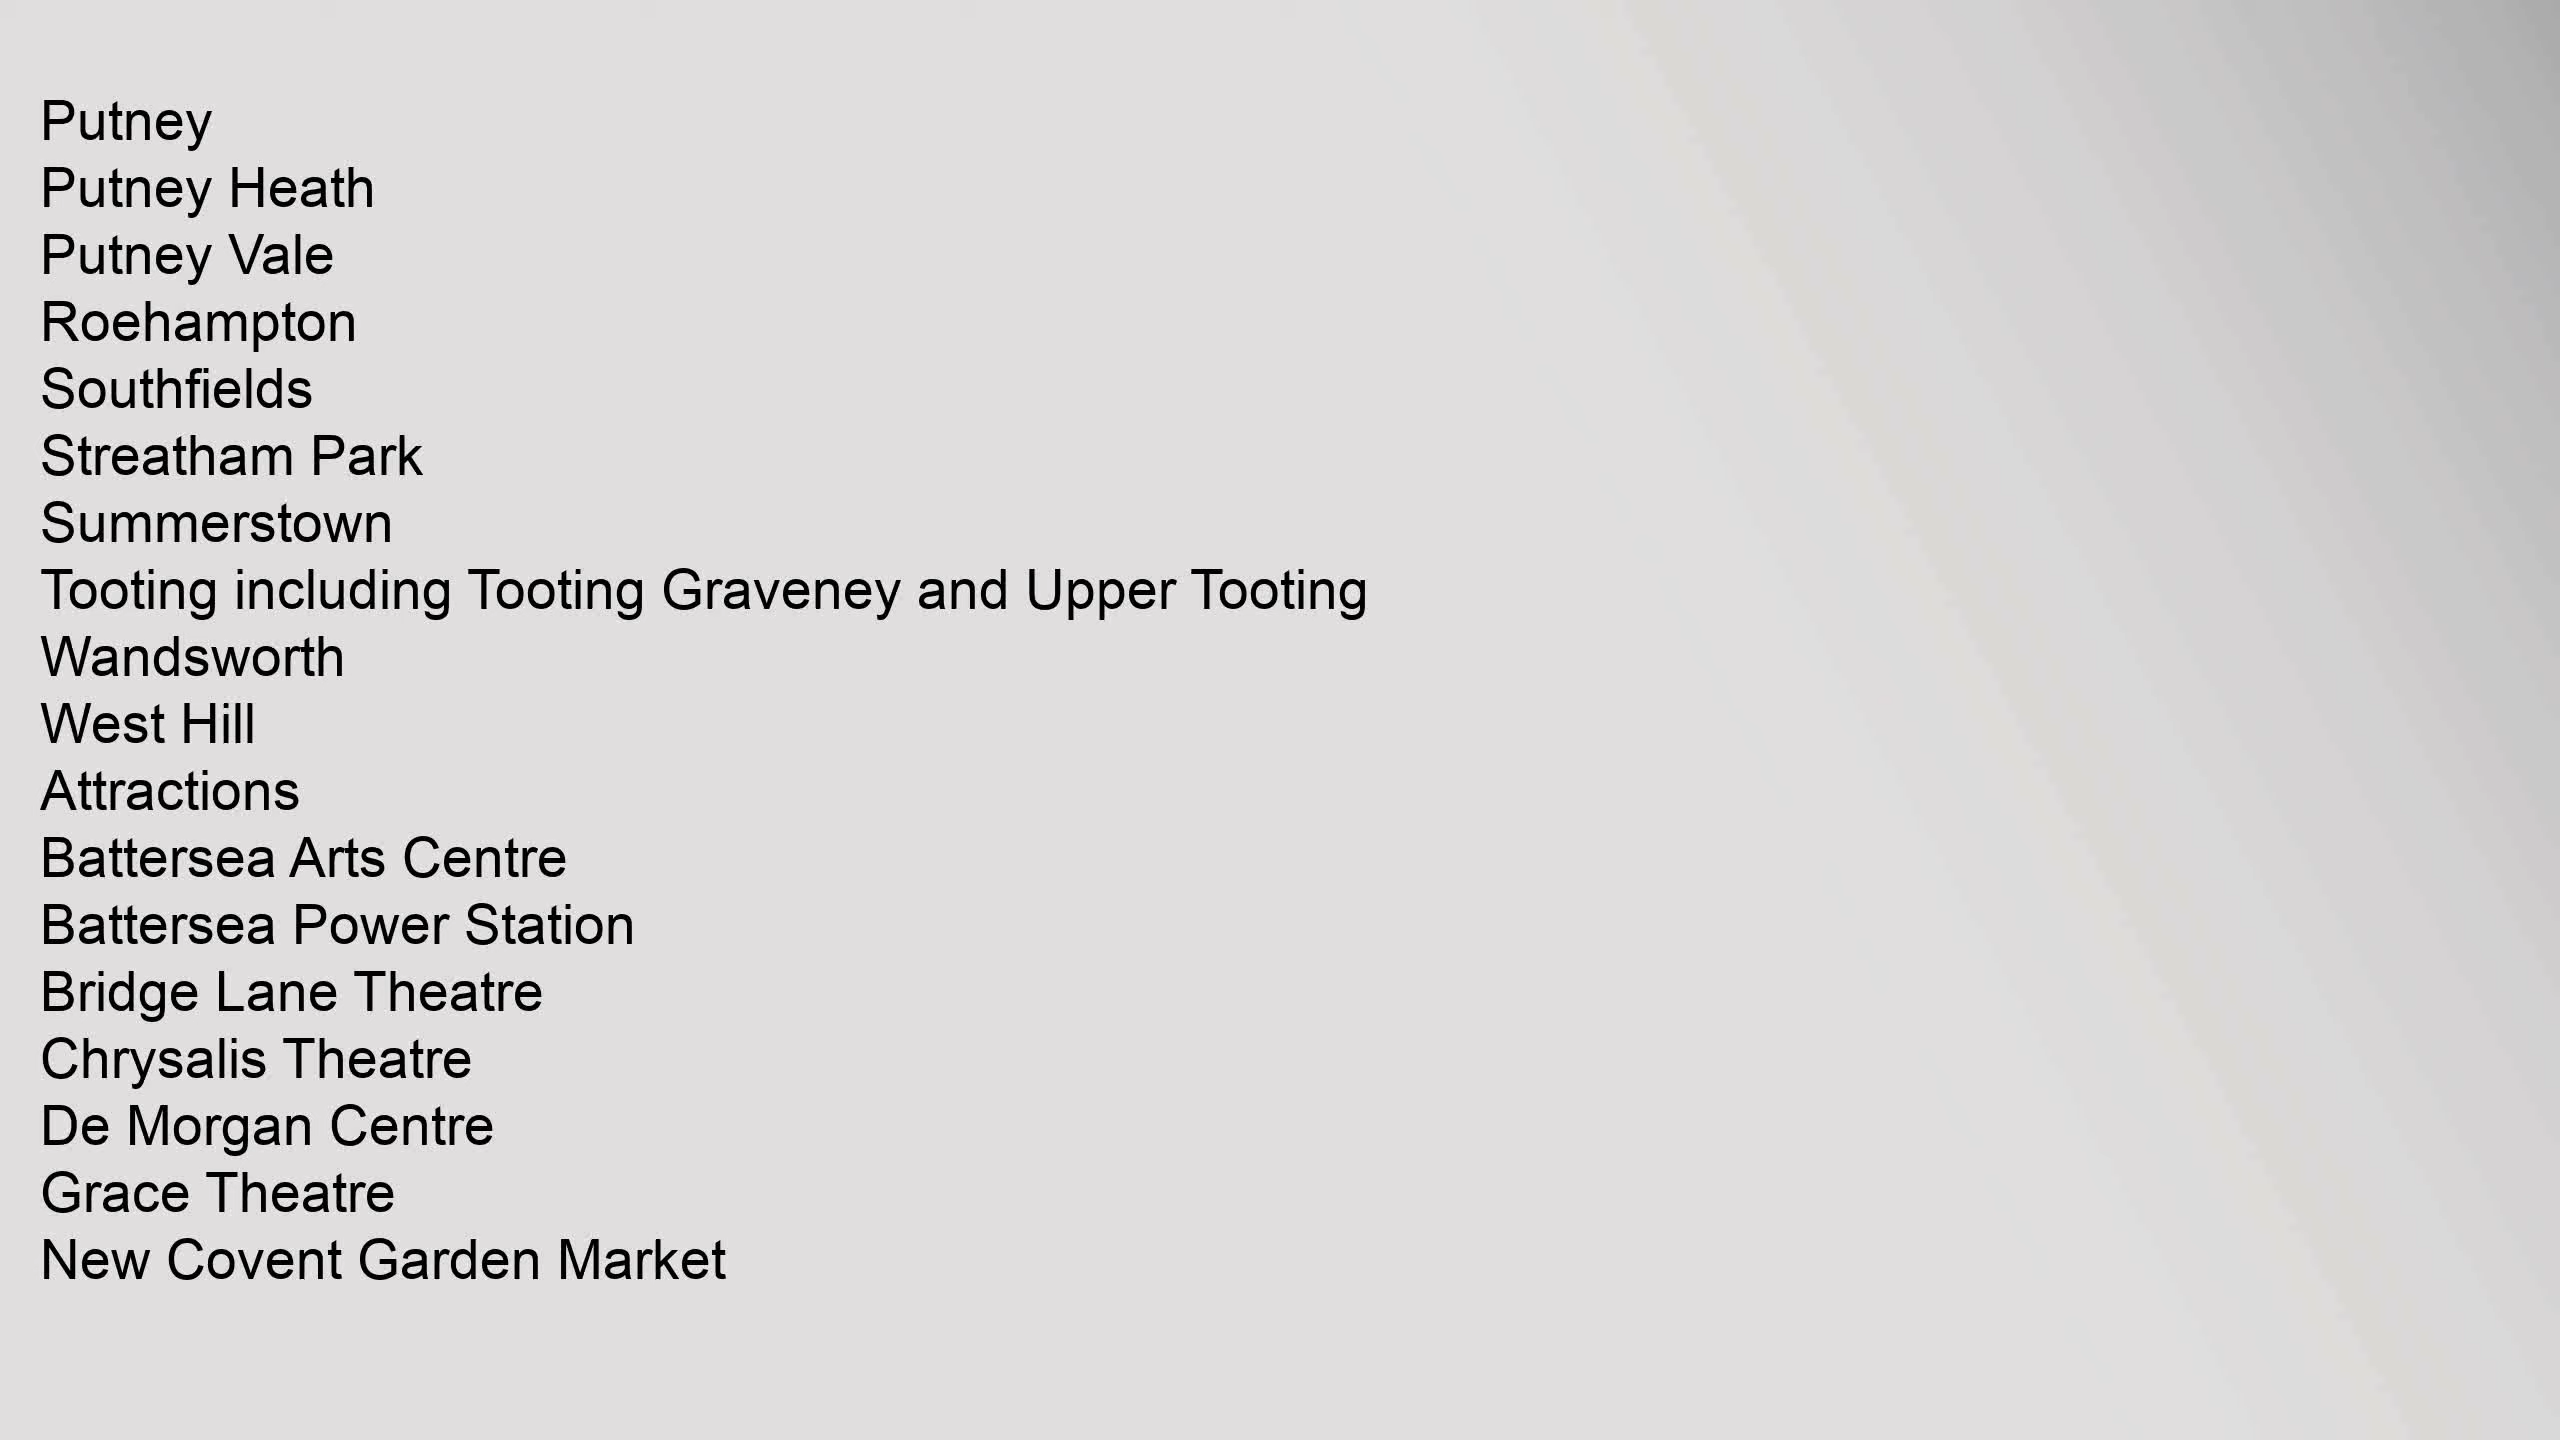 Putney
Putney Heath
Putney Vale
Roehampton
Southfields
Streatham Park
Summerstown
Tooting including Tooting Graveney and Upper Tooting
Wandsworth
West Hill
Attractions
Battersea Arts Centre
Battersea Power Station
Bridge Lane Theatre
Chrysalis Theatre
De Morgan Centre
Grace Theatre
New Covent Garden Market